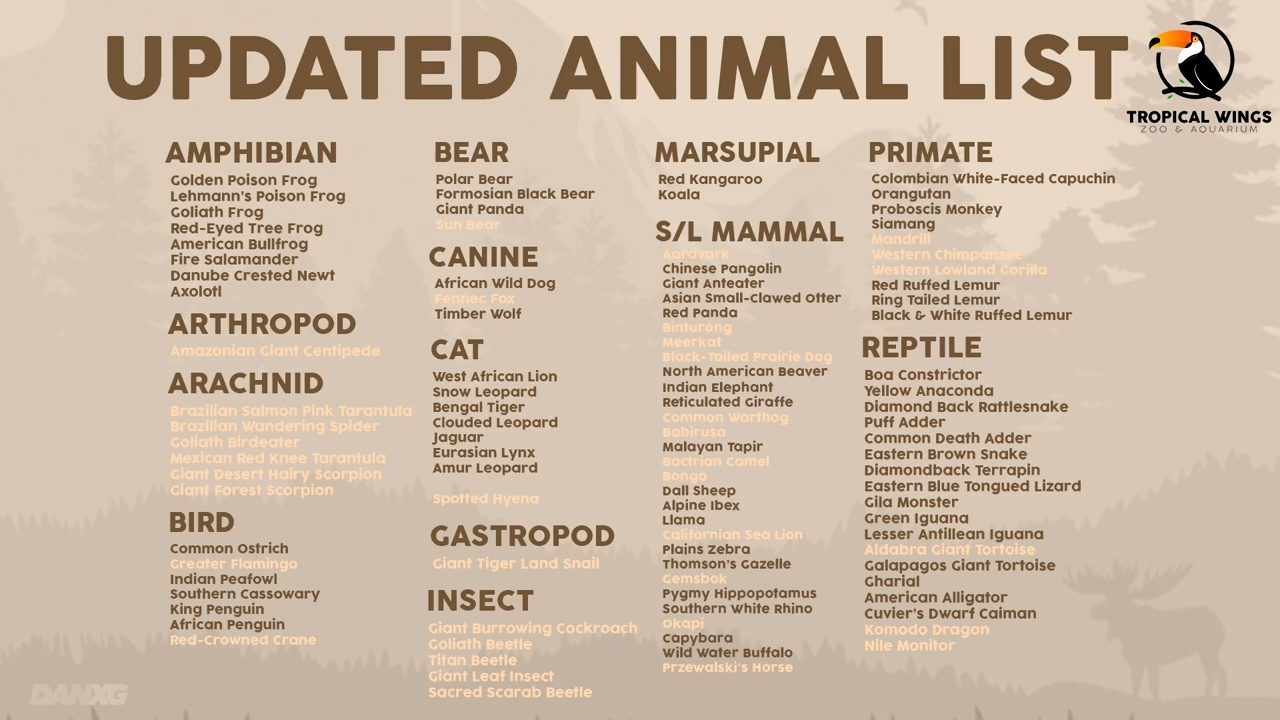 UPDATED ANIMAL LIST
TROPICAL WINGS
ZOO & AQUARIUM
AMPHIBIAN
Golden Poison Frog
Lehmann's Poison Frog
Goliath Frog
Red-Eyed Tree Frog
American Bullfrog
Fire Salamander
Danube Crested Newt
Axolotl
ARTHROPOD
Amazonian Giant Centipede
ARACHNID
Brazilian Salmon Pink Tarantula
Brazilian Wandering Spider
Goliath Birdeater
Mexican Red Knee Tarantula
Giant Desert Hairy Scorpion
Giant Forest Scorpion
BIRD
Common Ostrich
Greater Flamingo
Indian Peafowl
Southern Cassowary
King Penguin
African Penguin
Red-Crowned Crane
BEAR
Polar Bear
Formosian Black Bear
Giant Panda
Sun Bear
CANINE
African Wild Dog
Fennec Fox
Timber Wolf
CAT
West African Lion
Snow Leopard
Bengal Tiger
Clouded Leopard
Jaguar
Eurasian Lynx
Amur Leopard
Spotted Hyena
GASTROPOD
Giant Tiger Land Snail
INSECT
Giant Burrowing Cockroach
Goliath Beetle
Titan Beetle
Giant Leaf Insect
Sacred Scarab Beetle
MARSUPIAL
Red Kangaroo
Koala
S/L MAMMAL
Aaravark
Chinese Pangolin
Giant Anteater
Asian Small-Clawed Otter
Red Panda
Binturong
Meerkat
Black-Tailed Prairie Dog
North American Beaver
Indian Elephant
Reticulated Giraffe
Common Warthog
Babirusa
Malayan Tapir
Bactrian Camel
Bongo
Dall Sheep
Alpine Ibex
Llama
Californian Sea Lion
Plains Zebra
Thomson's Gazelle
Gemsbok
Pygmy Hippopotamus
Southern White Rhino
Okapi
Capybara
Wild Water Buffalo
Przewalski's Horse
PRIMATE
Colombian White-Faced Capuchin
Orangutan
Proboscis Monkey
Siamang
Mandrill
Western Chimpanzee
Western Lowland Gorilla
Red Ruffed Lemur
Ring Tailed Lemur
Black & White Ruffed Lemur
REPTILE
Boa Constrictor
Yellow Anaconda
Diamond Back Rattlesnake
Puff Adder
Common Death Adder
Eastern Brown Snake
Diamondback Terrapin
Eastern Blue Tongued Lizard
Gila Monster
Green Iguana
Lesser Antillean Iguana
Aldabra Giant Tortoise
Galapagos Giant Tortoise
Gharial
American Alligator
Cuvier's Dwarf Caiman
Komodo Dragon
Nile Monitor
DANXG